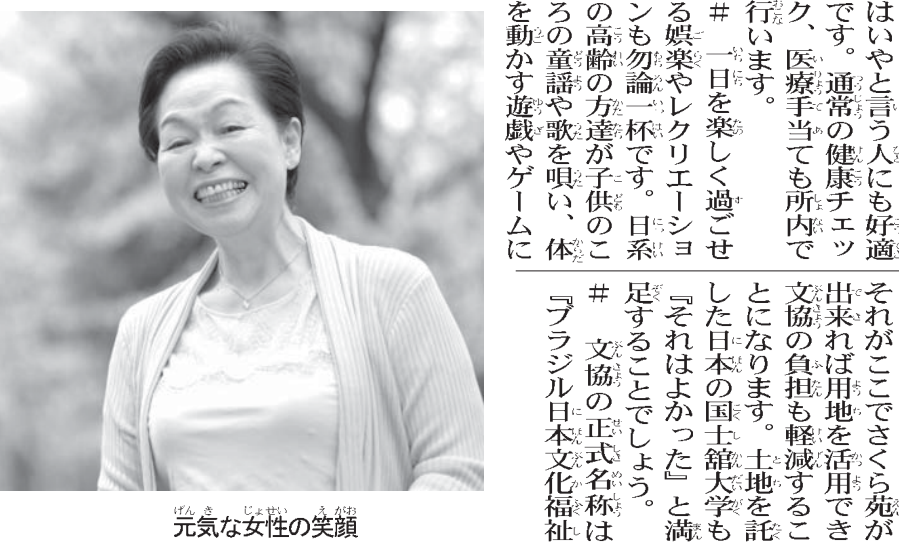 はいやと言う人にも好適
です。通常の健康チェッ
ク、医療手当ても所内で
行います。
＃　一日を楽しく過ごせ
る娯楽やレクリエーショ
ンも勿論一杯です。日系
の高齢の方達が子供のこ
ろの童謡や歌を唄い、体
を動かす遊戯やゲームに
それがここでさくら苑が
出来れば用地を活用でき
文協の負担も軽減するこ
とになります。土地を託
した日本の国士舘大学も
『それはよかった』と満
足することでしょう。
＃　文協の正式名称は
『ブラジル日本文化福祉
元気な女性の笑顔